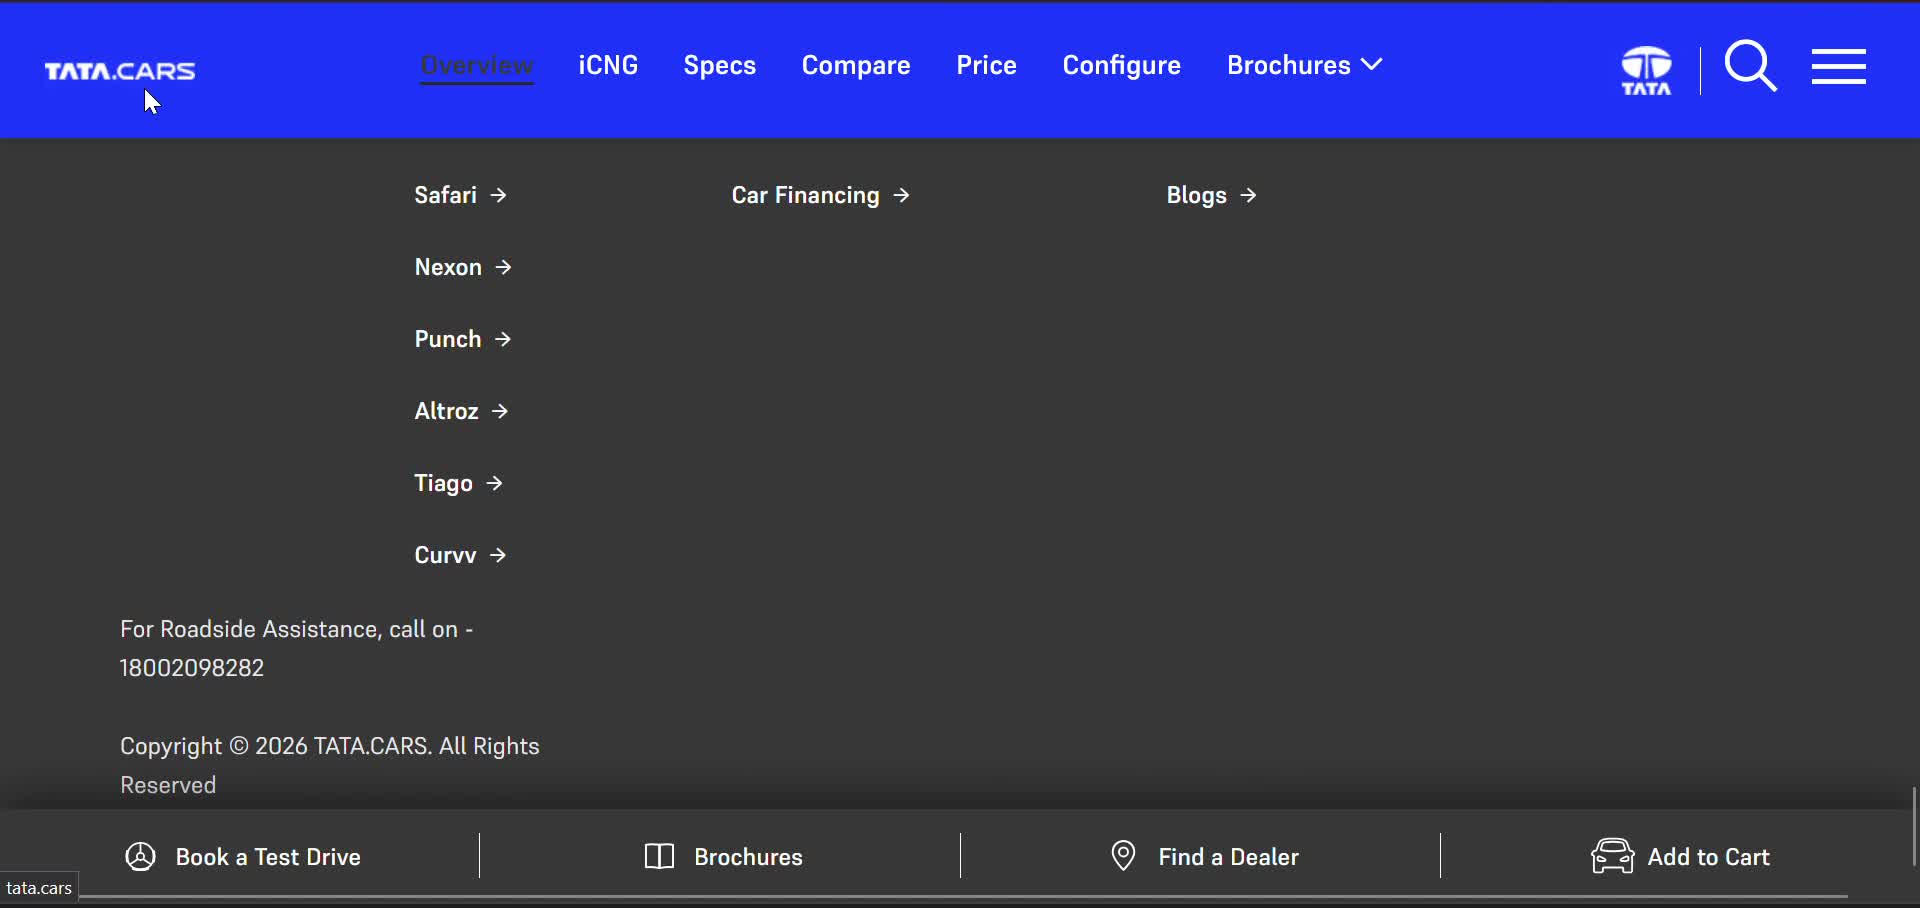 TATA.CARS
Overview iCNG Specs Compare Price Configure Brochures
TATA
Safari → Car Financing → Blogs →
Nexon →
Punch →
Altroz →
Tiago →
Curvv →
For Roadside Assistance, call on -
18002098282
Copyright © 2026 TATA.CARS. All Rights
Reserved
Book a Test Drive Brochures Find a Dealer Add to Cart
tata.cars